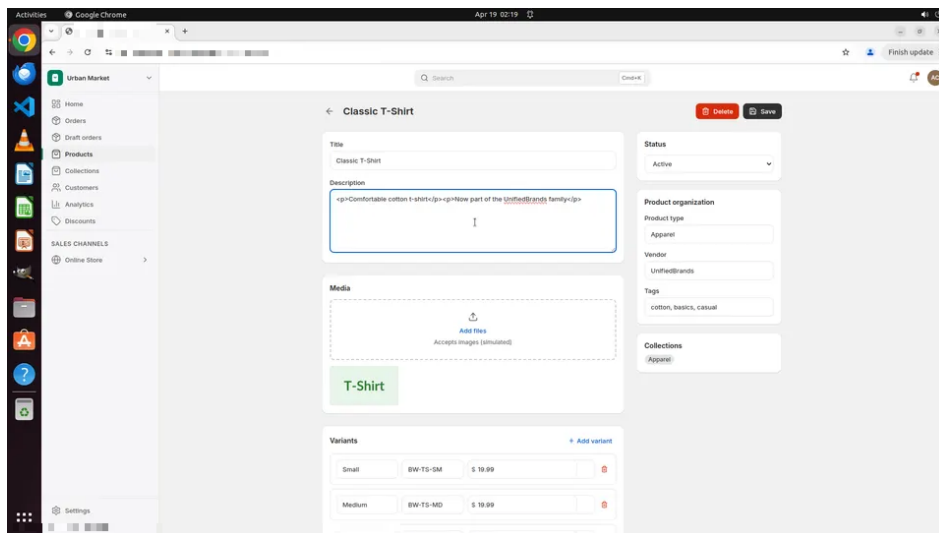 Activities
Google Chrome
Apr 19 02:19
Finish update
Urban Market
Search
Cmd+K
AC
Home
Orders
Draft orders
Products
Collections
Customers
Analytics
Discounts
SALES CHANNELS
Online Store
Settings
Classic T-Shirt
Delete
Save
Title
Classic T-Shirt
Description
<p>Comfortable cotton t-shirt</p><p>Now part of the UnifiedBrands family</p>
Media
Add files
Accepts images (simulated)
T-Shirt
Variants
+ Add variant
Small
BW-TS-SM
$ 19.99
Medium
BW-TS-MD
$ 19.99
Status
Active
Product organization
Product type
Apparel
Vendor
UnifiedBrands
Tags
cotton, basics, casual
Collections
Apparel